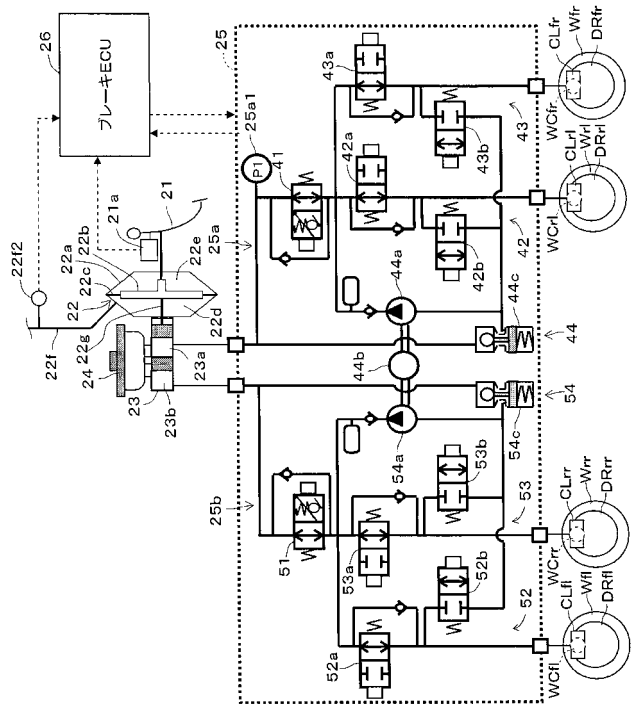 26
ブレーキECU
25
22f2
21a
21
22a
22c
22b
22
22e
22f
22g
22d
24
23
23a
23b
25a1
P1
25a
25b
41
43a
42a
43b
42b
43
42
44a
44c
44b
44
54
54a
54c
51
53b
53a
53
52b
52a
52
CLfr
Wfr
WCfr
DRfr
CLrl
Wrl
WCrl
DRrl
CLrr
Wrr
WCrr
DRrr
CLfl
Wfl
WCfl
DRfl